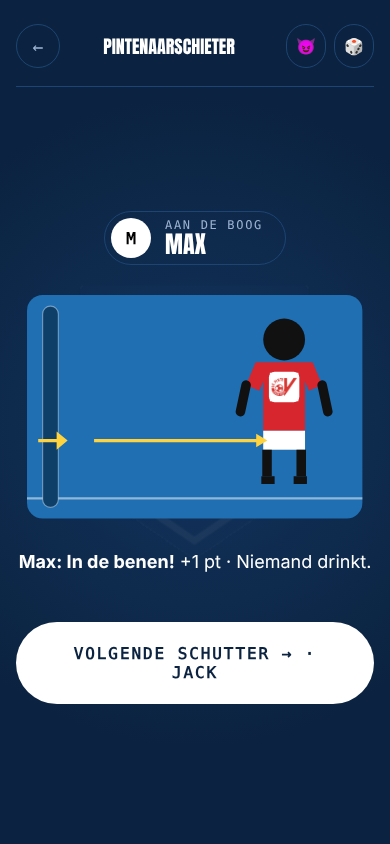 ←
PINTENAARSCHIETER
M
AAN DE BOOG
MAX
V
Max: In de benen! +1 pt · Niemand drinkt.
VOLGENDE SCHUTTER → ·
JACK